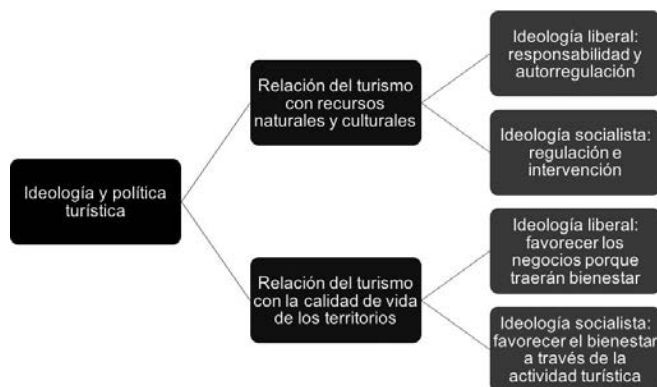 Ideología y política
turística
Relación del turismo
con recursos
naturales y culturales
Ideología liberal:
responsabilidad y
autorregulación
Ideología socialista:
regulación e
intervención
Relación del turismo
con la calidad de vida
de los territorios
Ideología liberal:
favorecer los
negocios porque
traerán bienestar
Ideología socialista:
favorecer el bienestar
a través de la
actividad turística